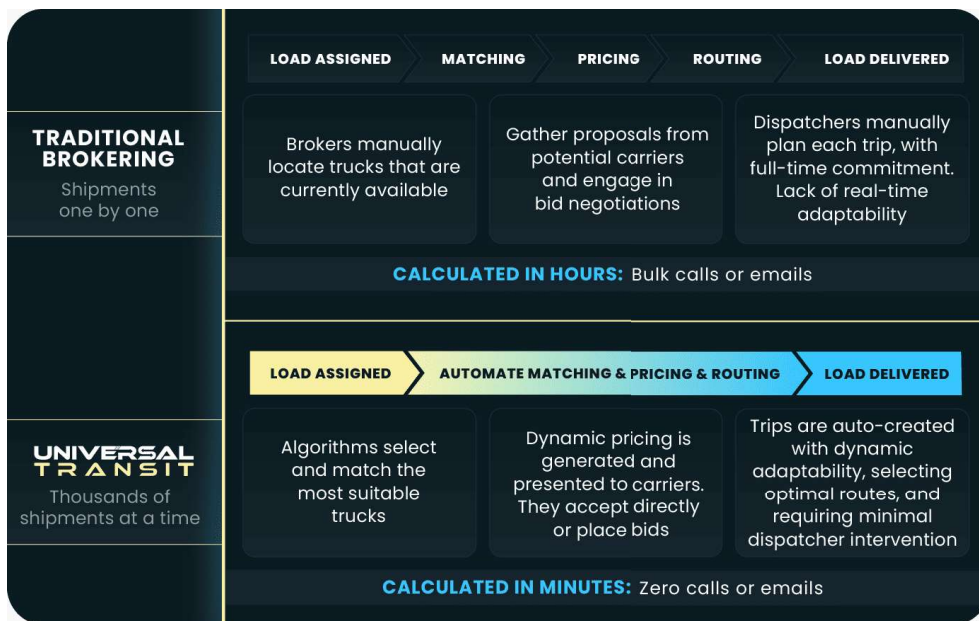 LOAD ASSIGNED MATCHING PRICING ROUTING LOAD DELIVERED
TRADITIONAL
BROKERING
Shipments
one by one
Brokers manually
locate trucks that are
currently available
Gather proposals from
potential carriers
and engage in
bid negotiations
Dispatchers manually
plan each trip, with
full-time commitment.
Lack of real-time
adaptability
CALCULATED IN HOURS: Bulk calls or emails
LOAD ASSIGNED AUTOMATE MATCHING & PRICING & ROUTING LOAD DELIVERED
UNIVERSAL
TRANSIT
Thousands of
shipments at a time
Algorithms select
and match the
most suitable
trucks
Dynamic pricing is
generated and
presented to carriers.
They accept directly
or place bids
Trips are auto-created
with dynamic
adaptability, selecting
optimal routes, and
requiring minimal
dispatcher intervention
CALCULATED IN MINUTES: Zero calls or emails